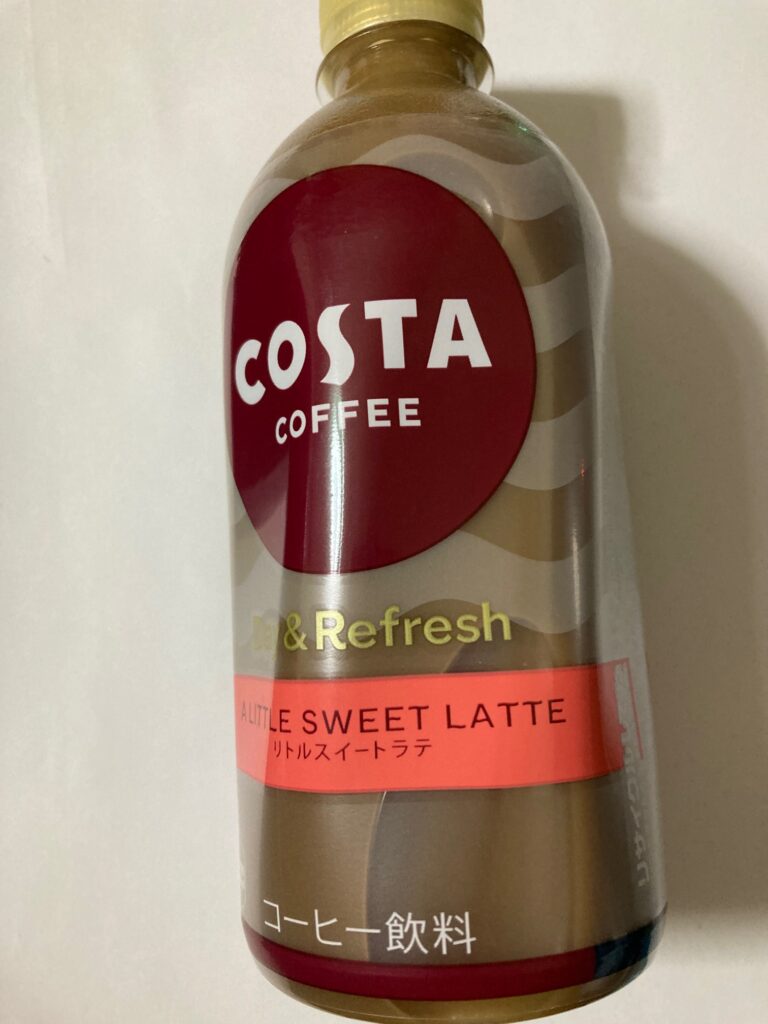 COSTA
COFFEE
& Refresh
A LITTLE SWEET LATTE
リトルスイートラテ
コーヒー飲料